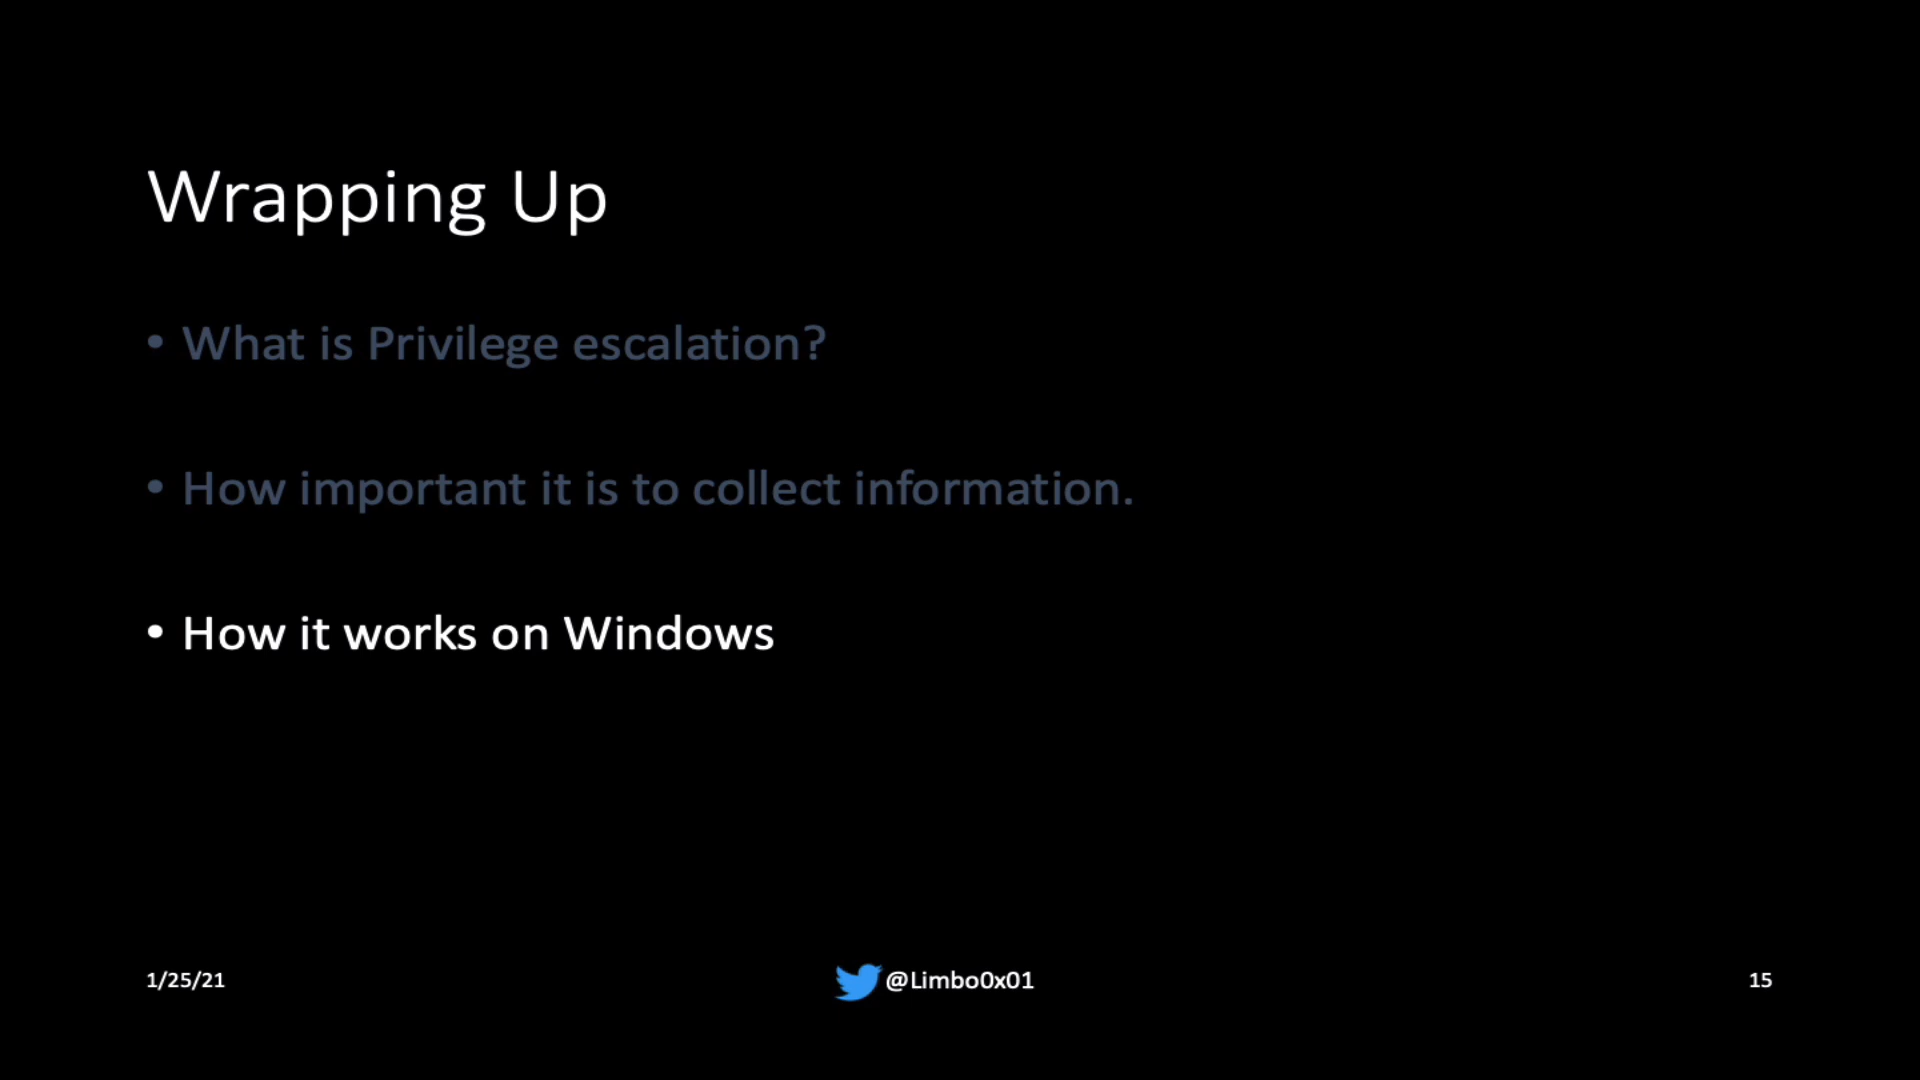 Wrapping Up
• What is Privilege escalation?
• How important it is to collect information.
• How it works on Windows
1/25/21
@Limbo0x01
15